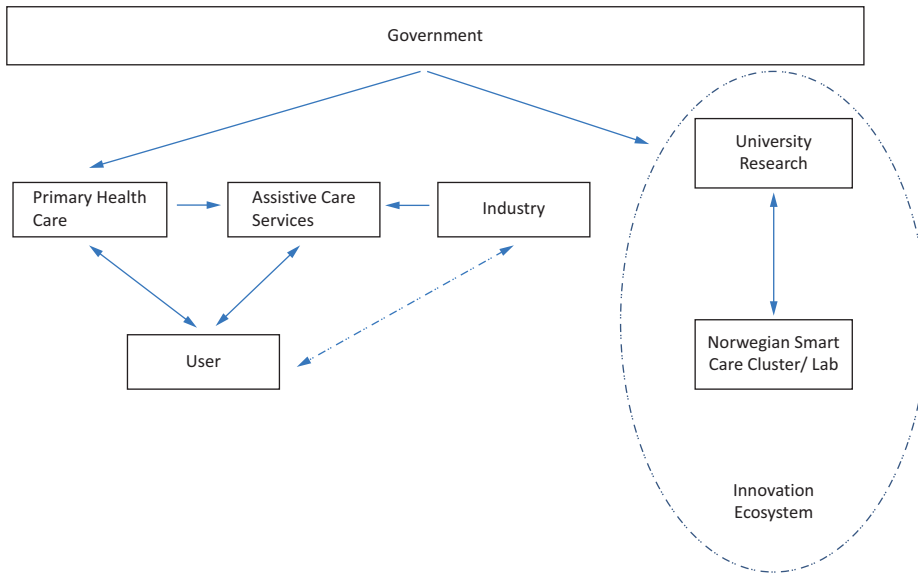 Government
University
Research
Primary Health
Care
Assistive Care
Services
Industry
Norwegian Smart
Care Cluster/ Lab
User
Innovation
Ecosystem